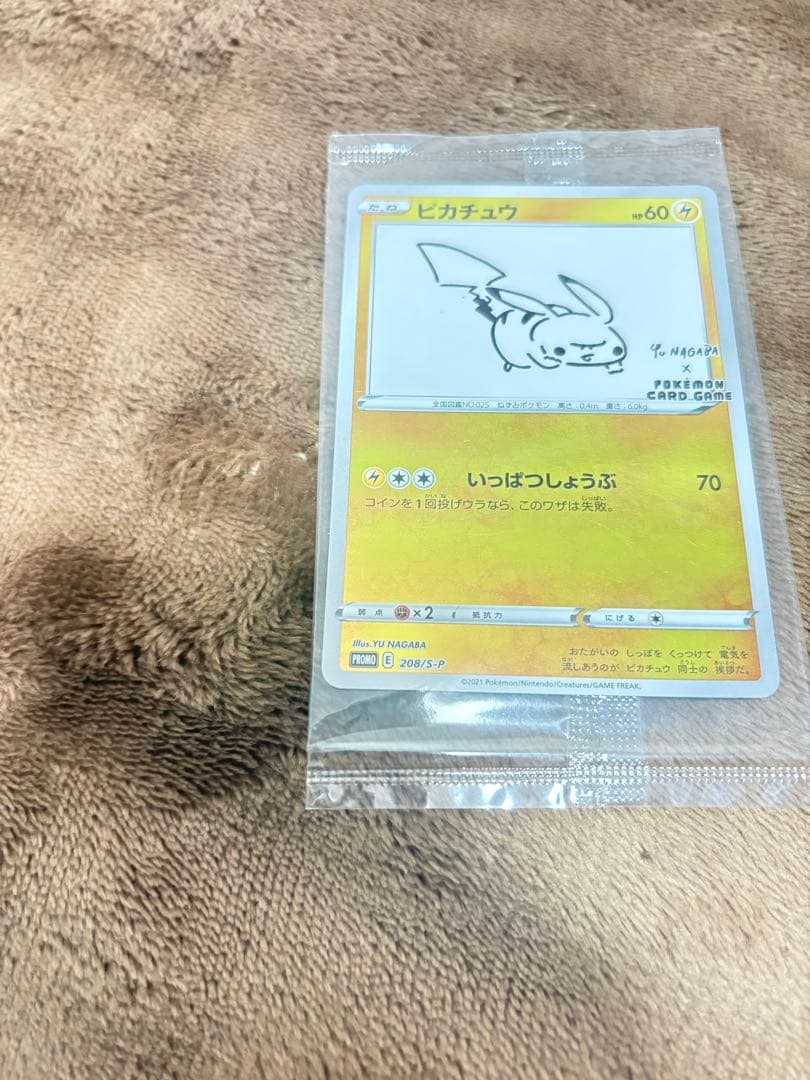 たね ピカチュウ HP60
Yu NAGABA
×
POKÉMON
CARD GAME
全国図鑑NO.025 ねずみポケモン 高さ:0.4m 重さ:6.0kg
いっぱつしょうぶ 70
コインを1回投げウラなら、このワザは失敗。
弱点 ×2 抵抗力 にげる
Illus.YU NAGABA
PROMO E 208/S-P
おたがいの しっぽを くっつけて 電気を
流しあうのが ピカチュウ 同士の 挨拶だ。
©2021 Pokémon/Nintendo/Creatures/GAME FREAK.